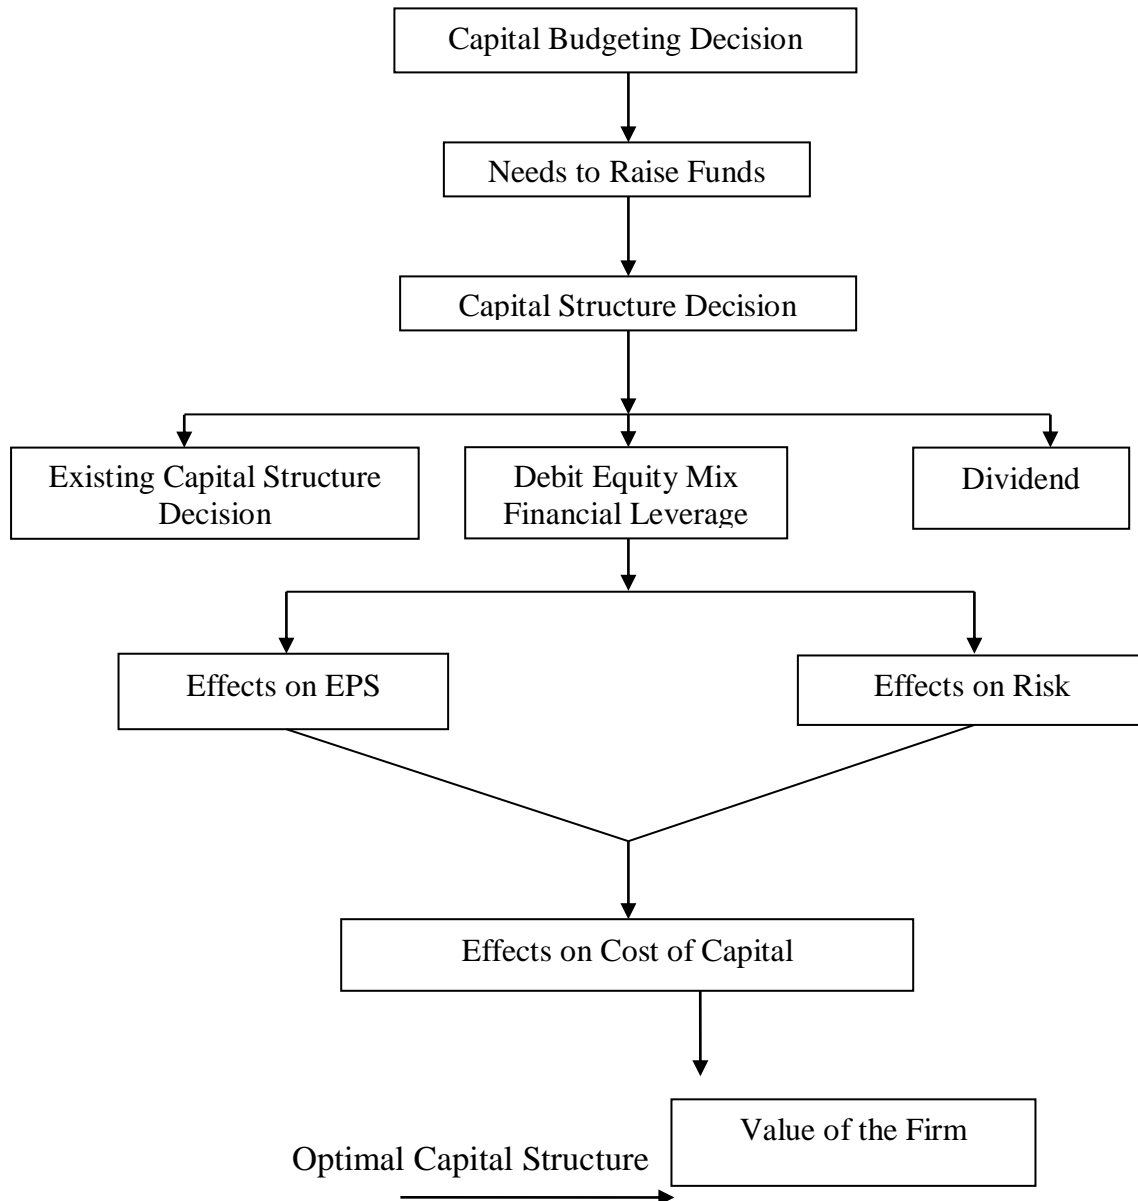 Capital Budgeting Decision
Needs to Raise Funds
Capital Structure Decision
Existing Capital Structure
Decision
Debit Equity Mix
Financial Leverage
Dividend
Effects on EPS
Effects on Risk
Effects on Cost of Capital
Value of the Firm
Optimal Capital Structure